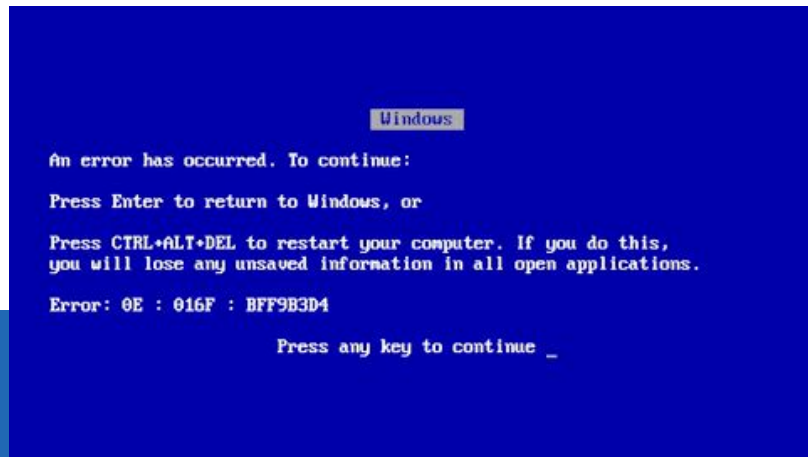 Windows
An error has occurred. To continue:
Press Enter to return to Windows, or
Press CTRL+ALT+DEL to restart your computer. If you do this,
you will lose any unsaved information in all open applications.
Error: 0E : 016F : BFF9B3D4
Press any key to continue _